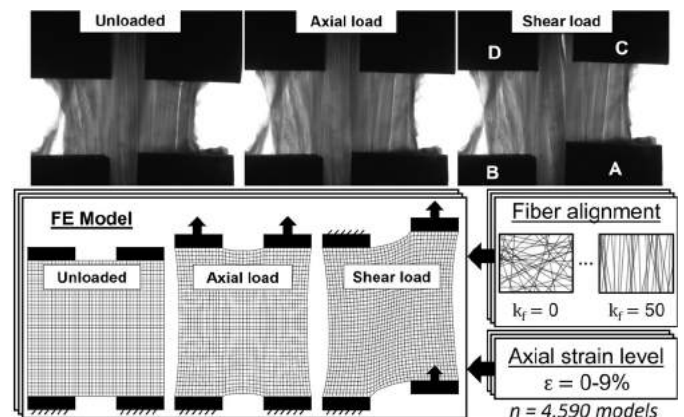 Unloaded
Axial load
Shear load
D
C
B
A
FE Model
Unloaded
Axial load
Shear load
Fiber alignment
...
k_f = 0
k_f = 50
Axial strain level
ε = 0-9%
n = 4,590 models